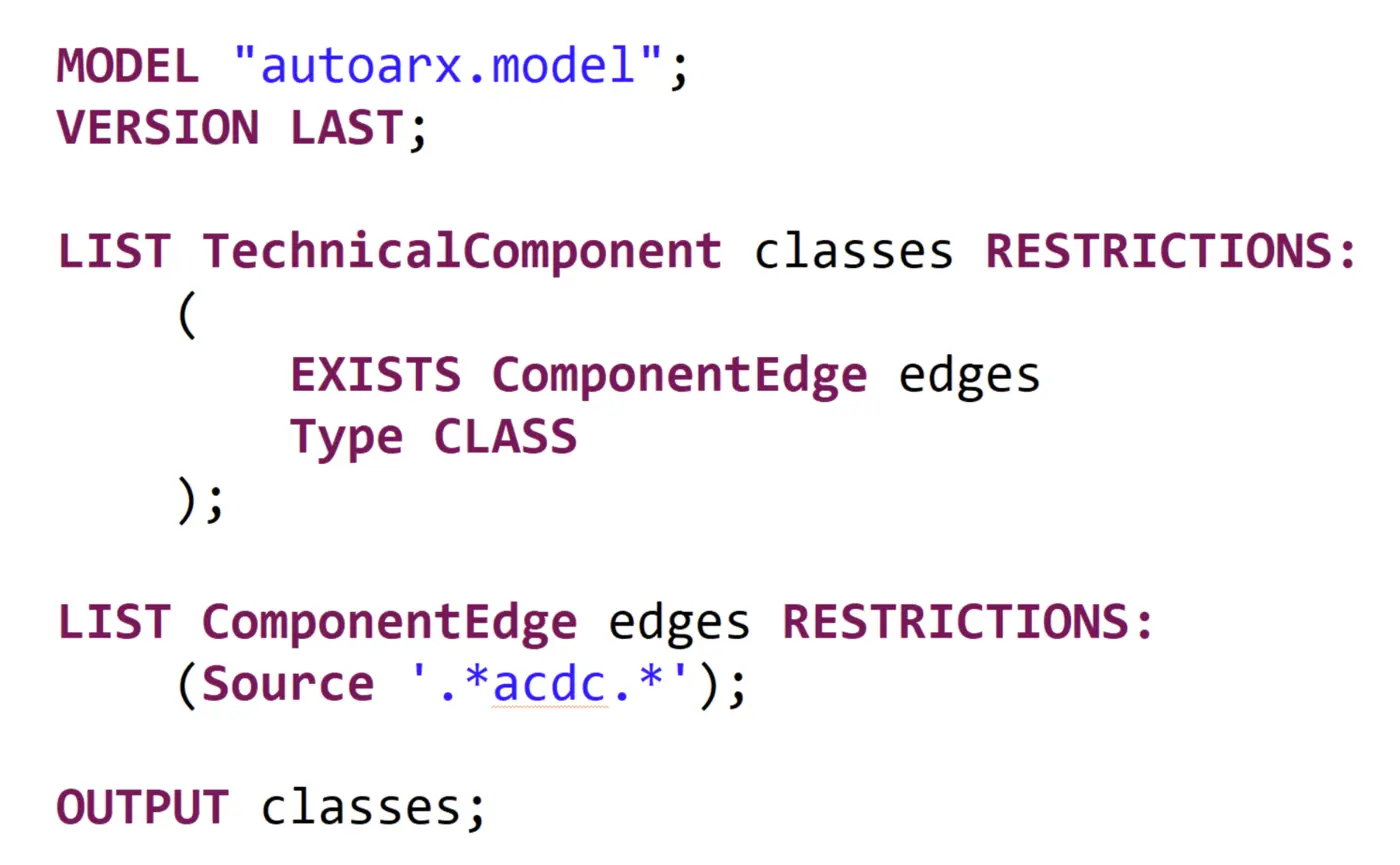 MODEL "autoarx.model";
VERSION LAST;
LIST TechnicalComponent classes RESTRICTIONS:
(
EXISTS ComponentEdge edges
Type CLASS
);
LIST ComponentEdge edges RESTRICTIONS:
(Source '.*acdc.*');
OUTPUT classes;